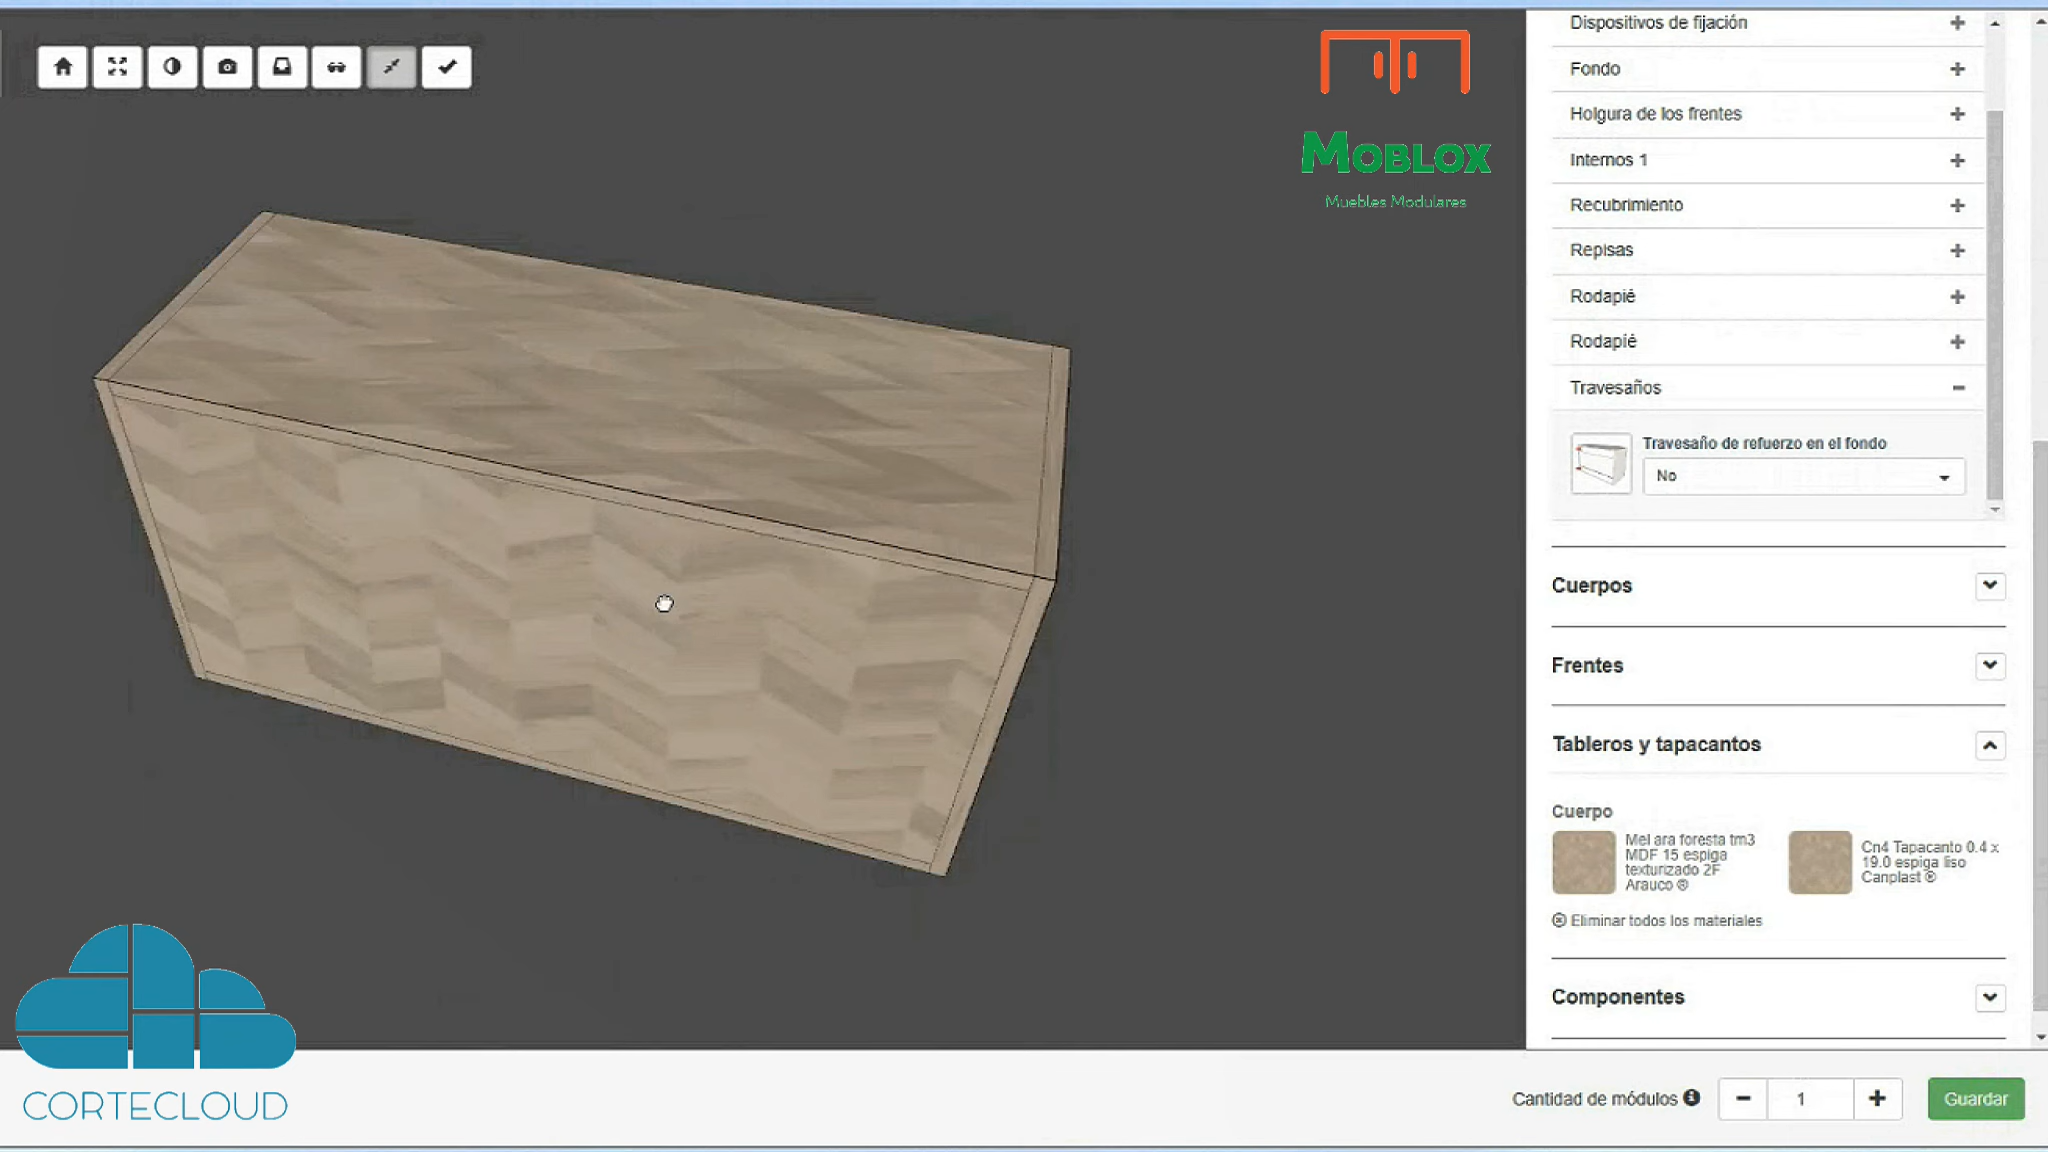 MOBLOX
Muebles Modulares
Dispositivos de fijación
Fondo
Holgura de los frentes
Internos 1
Recubrimiento
Repisas
Rodapié
Rodapié
Travesaños
Travesaño de refuerzo en el fondo
No
Cuerpos
Frentes
Tableros y tapacantos
Cuerpo
Mel ara foresta tm3
MDF 15 espiga
texturizado 2F
Arauco ®
Cn4 Tapacanto 0.4 x
19.0 espiga liso
Canplast ®
Eliminar todos los materiales
Componentes
CORTECLOUD
Cantidad de módulos
1
Guardar